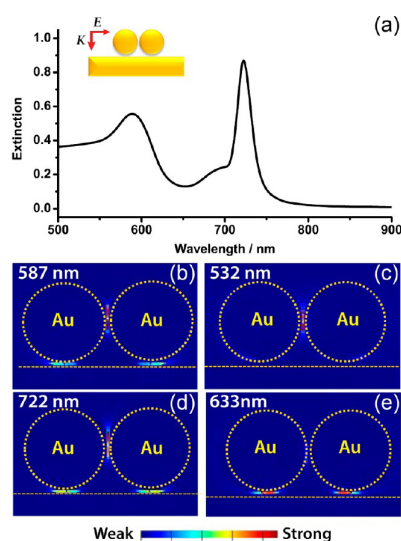 (a)
E
K
Extinction
1.0
0.8
0.6
0.4
0.2
0.0
500 600 700 800 900
Wavelength / nm
587 nm (b)
Au Au
532 nm (c)
Au Au
722 nm (d)
Au Au
633nm (e)
Au Au
Weak Strong